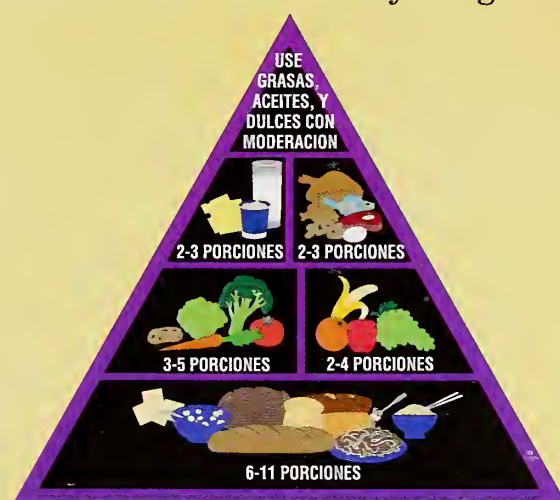 USE
GRASAS,
ACEITES, Y
DULCES CON
MODERACION
2-3 PORCIONES
2-3 PORCIONES
3-5 PORCIONES
2-4 PORCIONES
6-11 PORCIONES